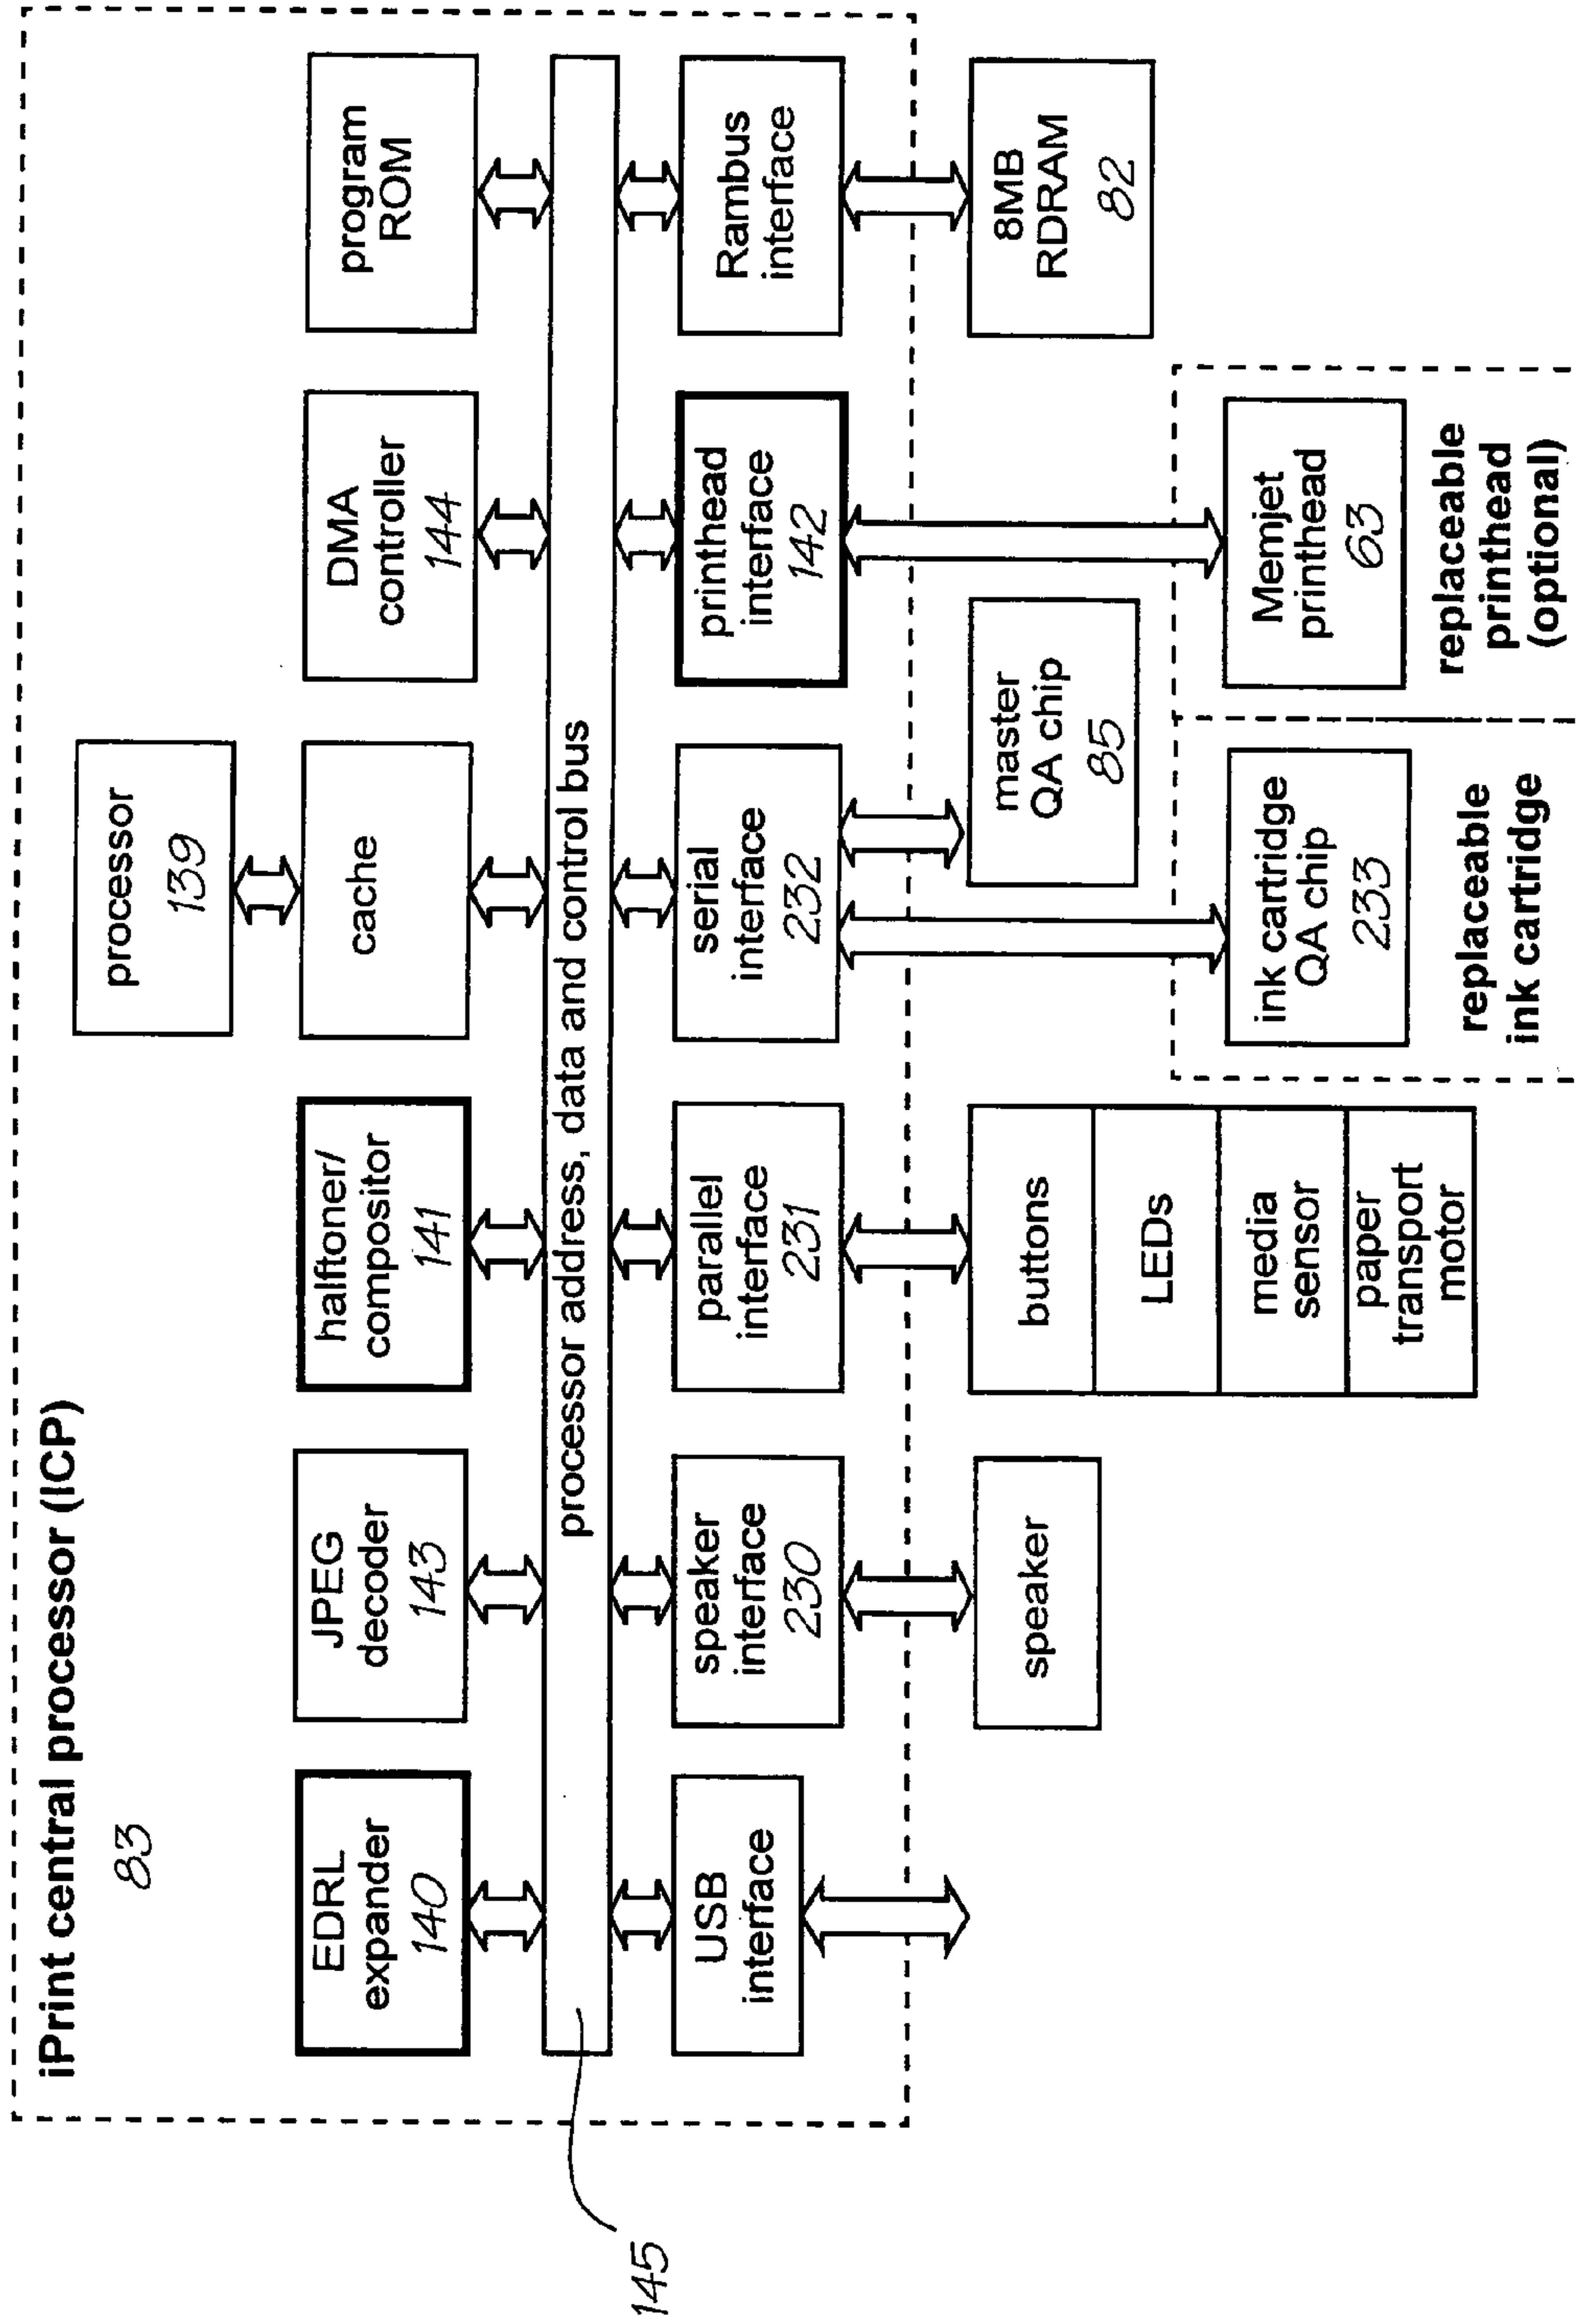 iPrint central processor (ICP)
83
processor
139
EDRL
expander
140
JPEG
decoder
143
halftoner/
compositor
141
cache
DMA
controller
144
program
ROM
processor address, data and control bus
145
USB
interface
speaker
interface
230
parallel
interface
231
serial
interface
232
printhead
interface
142
Rambus
interface
speaker
buttons
LEDs
media
sensor
paper
transport
motor
master
QA chip
85
8MB
RDRAM
82
ink cartridge
QA chip
233
replaceable
ink cartridge
Memjet
printhead
63
replaceable
printhead
(optional)